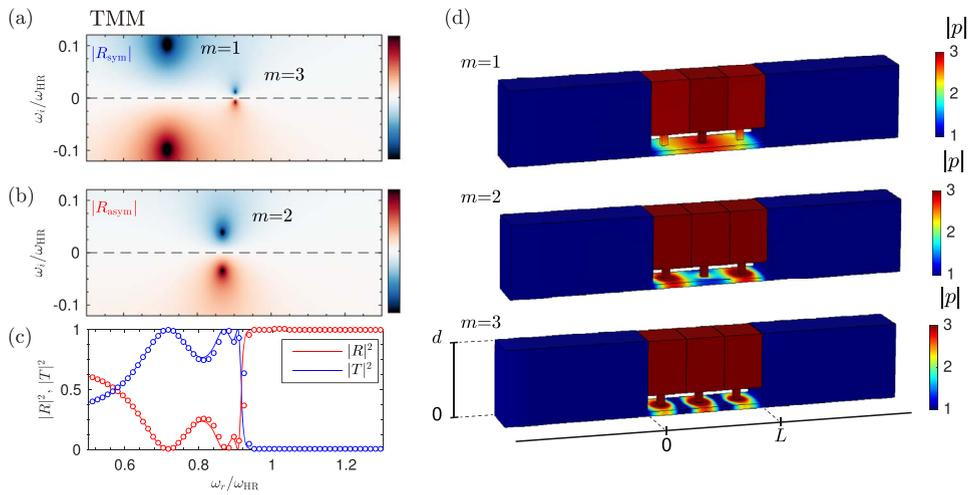 (a) TMM
|R_sym|
m=1
m=3
0.1
0
-0.1
ω_i/ω_HR
(b)
|R_asym|
m=2
0.1
0
-0.1
ω_i/ω_HR
(c)
1
0.5
0
|R|², |T|²
|R|²
|T|²
0.6 0.8 1 1.2
ω_r/ω_HR
(d)
m=1
|p|
3
2
1
m=2
|p|
3
2
1
m=3
|p|
3
2
1
d
0
0 L